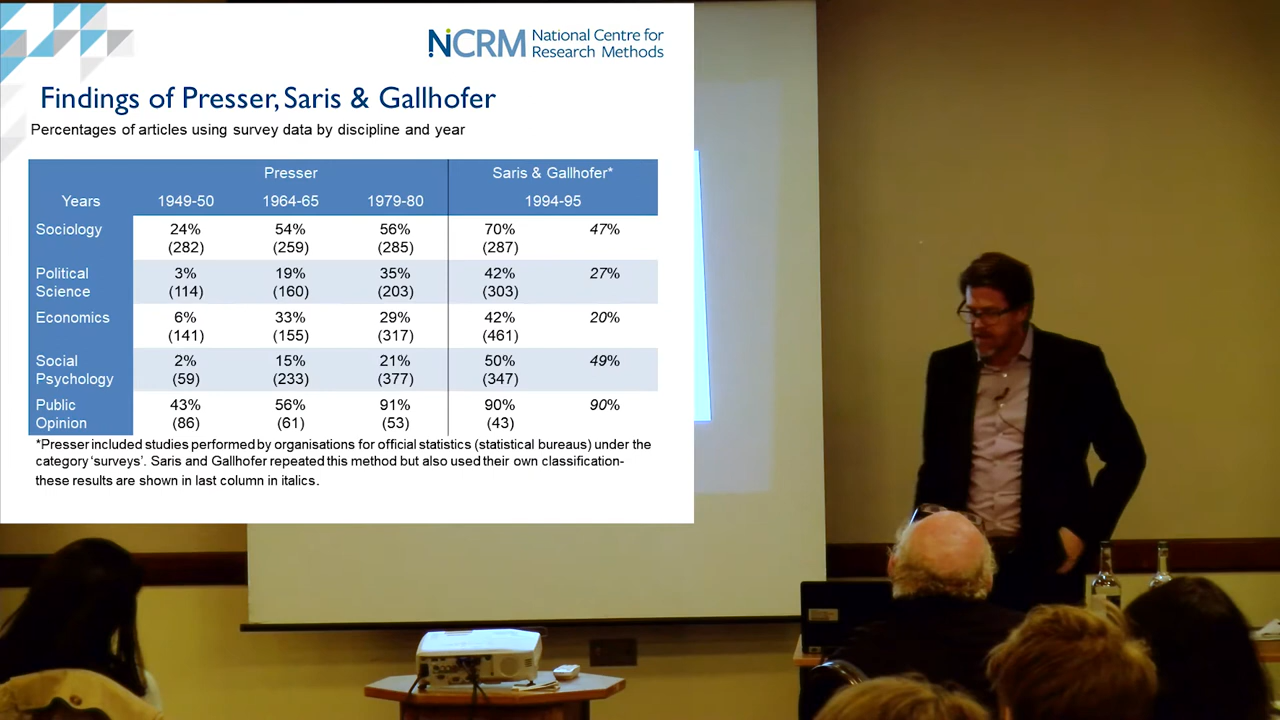 NCRM National Centre for
Research Methods
Findings of Presser, Saris & Gallhofer
Percentages of articles using survey data by discipline and year
Presser Saris & Gallhofer*
Years 1949-50 1964-65 1979-80 1994-95
Sociology 24% 54% 56% 70% 47%
(282) (259) (285) (287)
Political 3% 19% 35% 42% 27%
Science (114) (160) (203) (303)
Economics 6% 33% 29% 42% 20%
(141) (155) (317) (461)
Social 2% 15% 21% 50% 49%
Psychology (59) (233) (377) (347)
Public 43% 56% 91% 90% 90%
Opinion (86) (61) (53) (43)
*Presser included studies performed by organisations for official statistics (statistical bureaus) under the
category ‘surveys’. Saris and Gallhofer repeated this method but also used their own classification-
these results are shown in last column in italics.